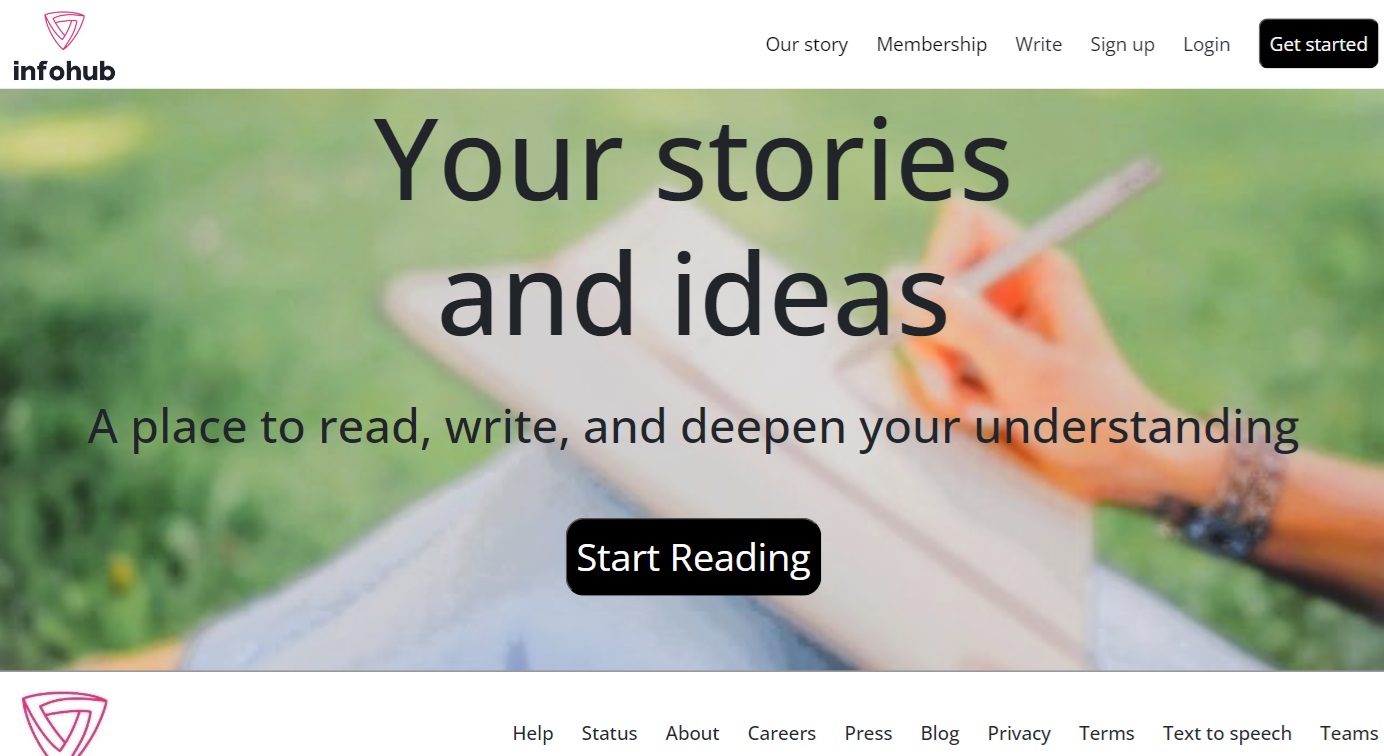 infohub
Our story Membership Write Sign up Login Get started
Your stories
and ideas
A place to read, write, and deepen your understanding
Start Reading
Help Status About Careers Press Blog Privacy Terms Text to speech Teams